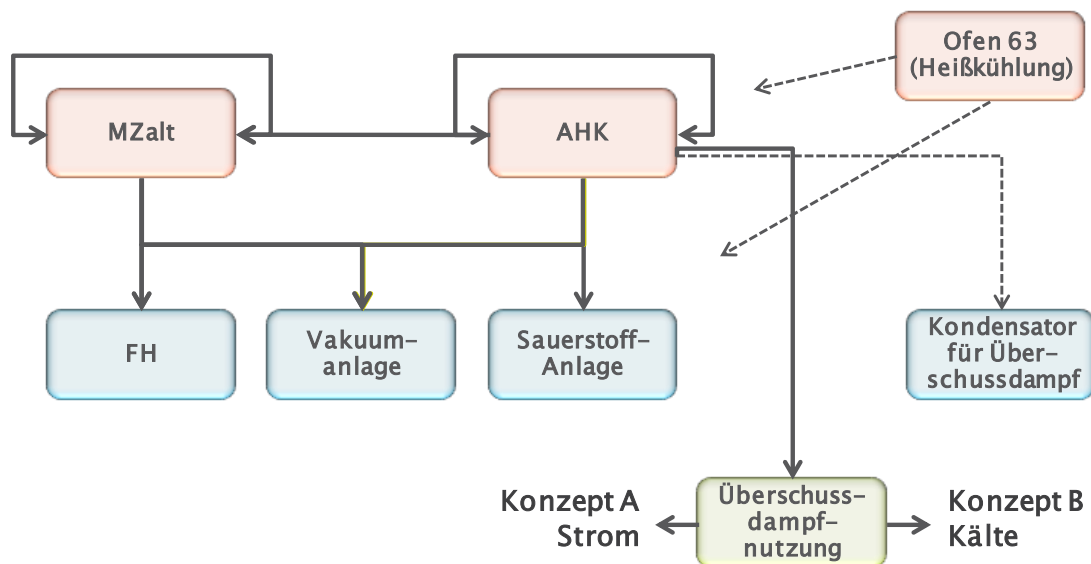 Ofen 63
(Heißkühlung)
MZalt
AHK
FH
Vakuum-
anlage
Sauerstoff-
Anlage
Kondensator
für Über-
schussdampf
Konzept A
Strom
Überschuss-
dampf-
nutzung
Konzept B
Kälte